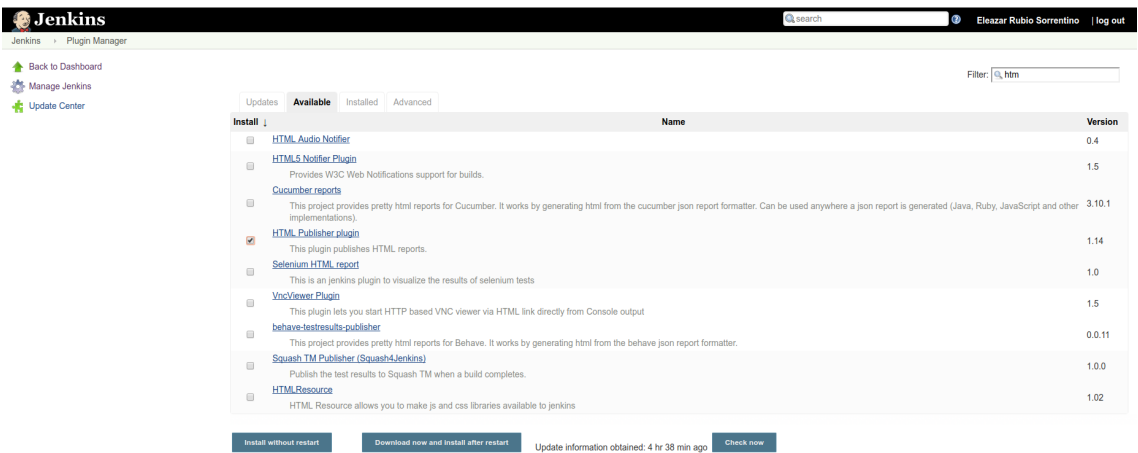 Jenkins
search
Eleazar Rubio Sorrentino | log out
Jenkins › Plugin Manager
Back to Dashboard
Manage Jenkins
Update Center
Filter: htm
Updates Available Installed Advanced
Install ↓ Name Version
HTML Audio Notifier 0.4
HTML5 Notifier Plugin
Provides W3C Web Notifications support for builds. 1.5
Cucumber reports
This project provides pretty html reports for Cucumber. It works by generating html from the cucumber json report formatter. Can be used anywhere a json report is generated (Java, Ruby, JavaScript and other 3.10.1
implementations).
HTML Publisher plugin
This plugin publishes HTML reports. 1.14
Selenium HTML report
This is an jenkins plugin to visualize the results of selenium tests 1.0
VncViewer Plugin
This plugin lets you start HTTP based VNC viewer via HTML link directly from Console output 1.5
behave-testresults-publisher
This project provides pretty html reports for Behave. It works by generating html from the behave json report formatter. 0.0.11
Squash TM Publisher (Squash4Jenkins)
Publish the test results to Squash TM when a build completes. 1.0.0
HTMLResource
HTML Resource allows you to make js and css libraries available to jenkins 1.02
Install without restart Download now and install after restart Update information obtained: 4 hr 38 min ago Check now